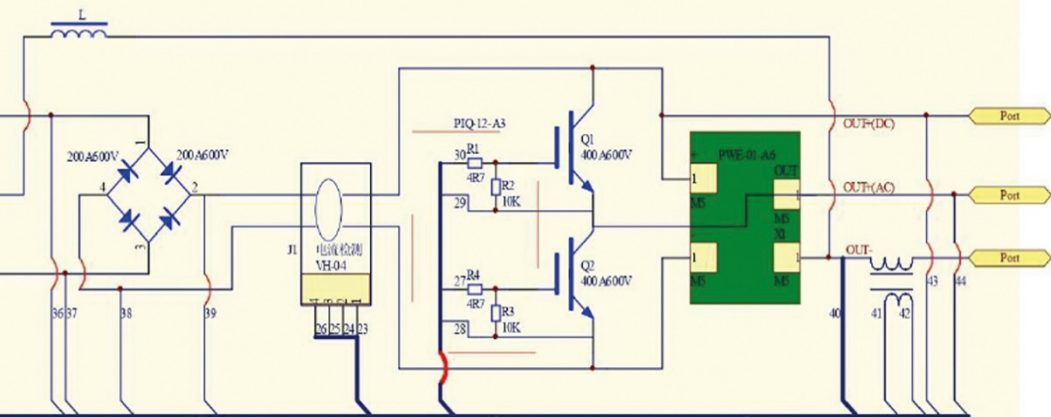 L
PIQ-12-A3
Q1
400A600V
30
R1
4R7
R2
10K
29
27
R4
4R7
R3
10K
28
Q2
400A600V
200A600V
200A600V
1
2
3
4
J1
电流检测
VH-04
26
25
24
23
PWE-01-A6
+
1
M5
OUT
1
M5
X1
1
M5
1
M5
OUT+(DC)
OUT+(AC)
OUT-
Port
Port
Port
36
37
38
39
40
41
42
43
44